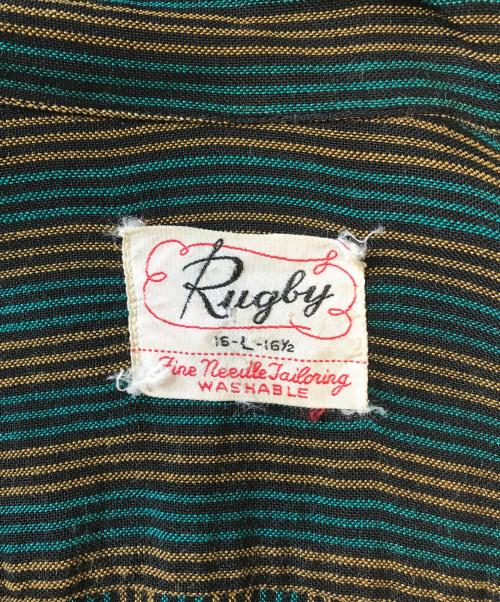 Rugby
16-L-16½
Fine Needle Tailoring
WASHABLE